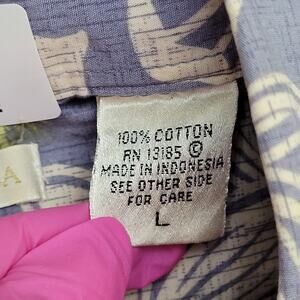 100% COTTON
RN 13185 ©
MADE IN INDONESIA
SEE OTHER SIDE
FOR CARE
L
A